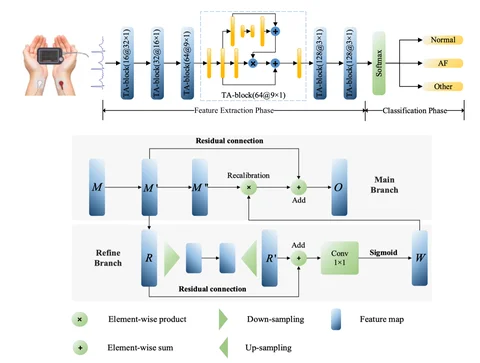 TA-block(16@32×1)
TA-block(32@16×1)
TA-block(64@9×1)
TA-block(64@9×1)
TA-block(128@6×1)
TA-block(128@3×1)
Softmax
Normal
AF
Other
Feature Extraction Phase
Classification Phase
Residual connection
M
M'
M"
Recalibration
×
+
Add
O
Main
Branch
Refine
Branch
R
R'
Add
+
Conv
1×1
Sigmoid
W
Residual connection
× Element-wise product
Down-sampling
Feature map
+ Element-wise sum
Up-sampling